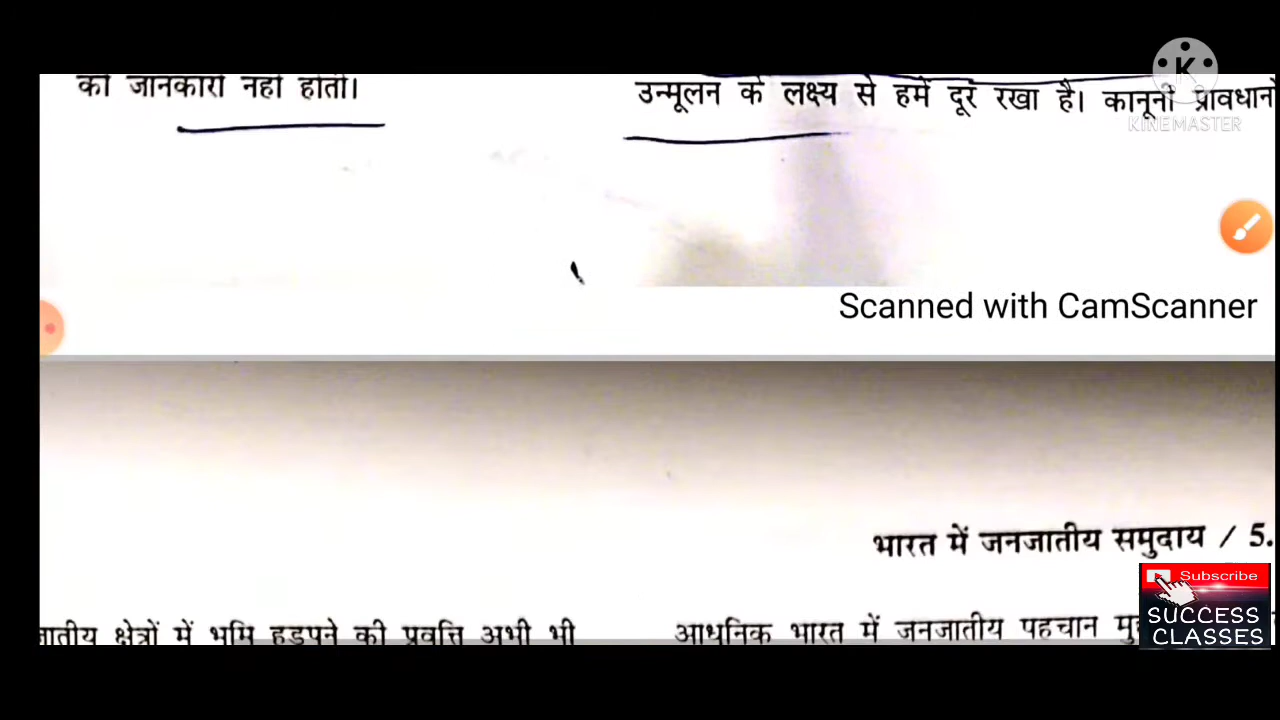 की जानकारी नहीं होती।
उन्मूलन के लक्ष्य से हमें दूर रखा है। कानूनी प्रावधानों
KINEMASTER
Scanned with CamScanner
भारत में जनजातीय समुदाय / 5.
Subscribe
SUCCESS
CLASSES
जातीय क्षेत्रों में भूमि हड़पने की प्रवृत्ति अभी भी
आधुनिक भारत में जनजातीय पहचान